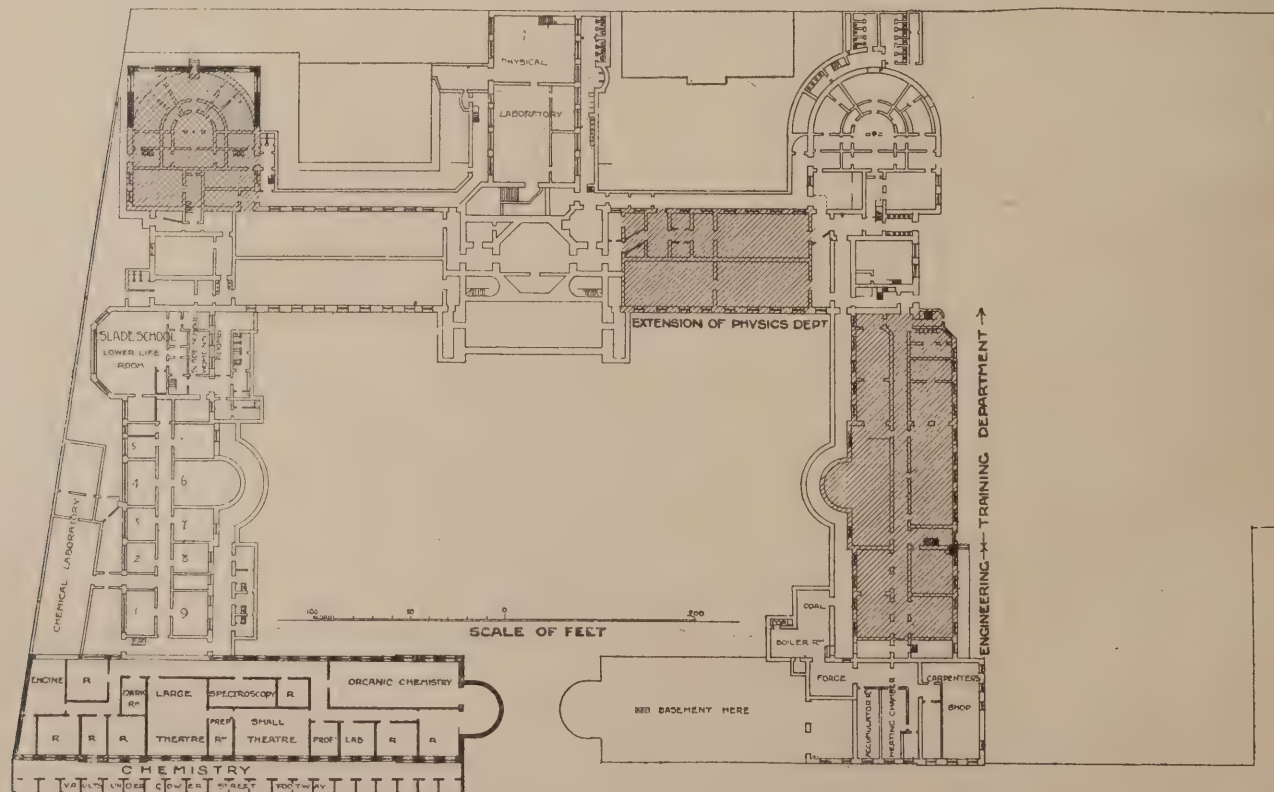 PHYSICAL
LABORATORY
EXTENSION OF PHYSICS DEPT
SLADE SCHOOL
LOWER LIFE
ROOM
5
4
6
3
7
2
8
1
9
CHEMICAL LABORATORY
ENGINEERING TRAINING DEPARTMENT
100
50
0
200
SCALE OF FEET
COAL
BOILER RM
FORGE
ACCUMULATORS
HEATING CHAMBER
CARPENTERS
SHOP
BASEMENT HERE
ENGINE
R
DARK
RM
LARGE
THEATRE
SPECTROSCOPY
R
ORGANIC CHEMISTRY
R
R
R
PREP
RM
SMALL
THEATRE
PROF'S
LAB
R
R
CHEMISTRY
VAULTS UNDER GOWER STREET FOOTWAY